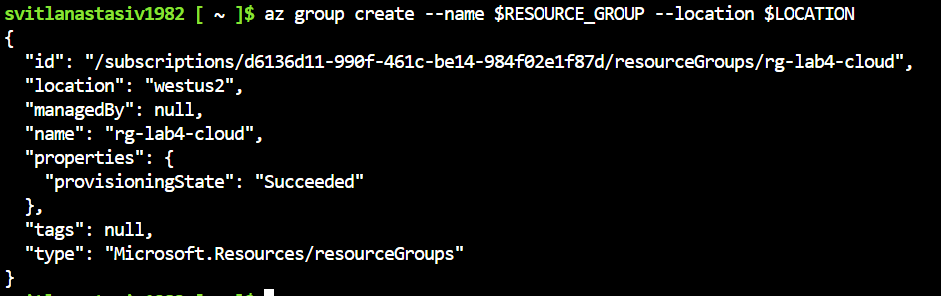 svitlanastasiv1982 [ ~ ]$ az group create --name $RESOURCE_GROUP --location $LOCATION
{
  "id": "/subscriptions/d6136d11-990f-461c-be14-984f02e1f87d/resourceGroups/rg-lab4-cloud",
  "location": "westus2",
  "managedBy": null,
  "name": "rg-lab4-cloud",
  "properties": {
    "provisioningState": "Succeeded"
  },
  "tags": null,
  "type": "Microsoft.Resources/resourceGroups"
}